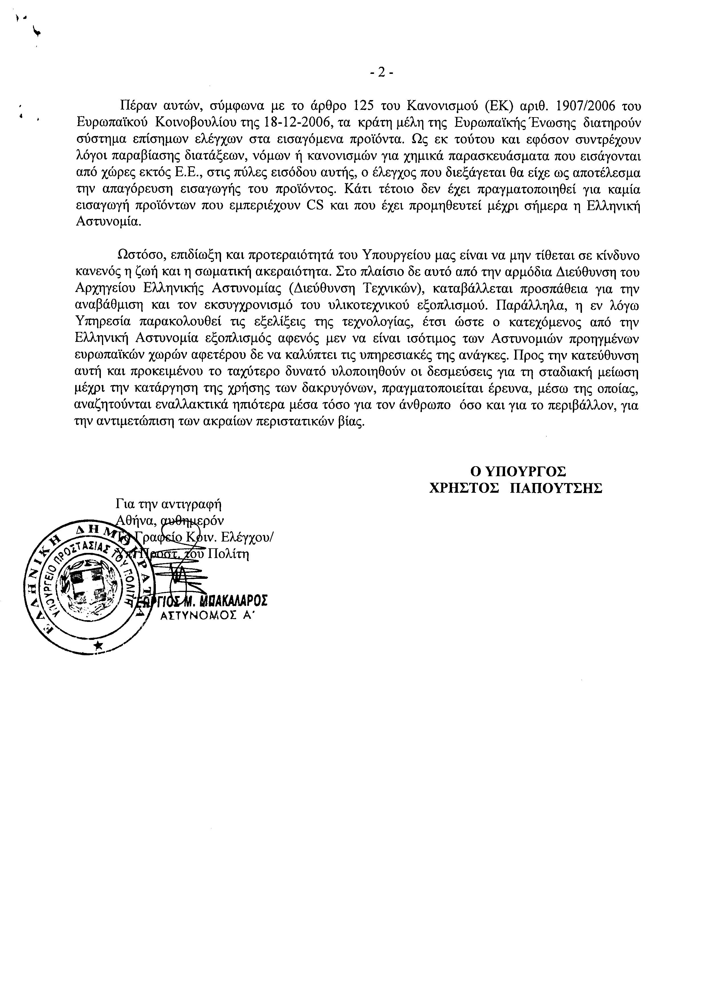 - 2 -
Πέραν αυτών, σύμφωνα με το άρθρο 125 του Κανονισμού (ΕΚ) αριθ. 1907/2006 του
Ευρωπαϊκού Κοινοβουλίου της 18-12-2006, τα κράτη μέλη της Ευρωπαϊκής Ένωσης διατηρούν
σύστημα επίσημων ελέγχων στα εισαγόμενα προϊόντα. Ως εκ τούτου και εφόσον συντρέχουν
λόγοι παραβίασης διατάξεων, νόμων ή κανονισμών για χημικά παρασκευάσματα που εισάγονται
από χώρες εκτός Ε.Ε., στις πύλες εισόδου αυτής, ο έλεγχος που διεξάγεται θα είχε ως αποτέλεσμα
την απαγόρευση εισαγωγής του προϊόντος. Κάτι τέτοιο δεν έχει πραγματοποιηθεί για καμία
εισαγωγή προϊόντων που εμπεριέχουν CS και που έχει προμηθευτεί μέχρι σήμερα η Ελληνική
Αστυνομία.
Ωστόσο, επιδίωξη και προτεραιότητά του Υπουργείου μας είναι να μην τίθεται σε κίνδυνο
κανενός η ζωή και η σωματική ακεραιότητα. Στο πλαίσιο δε αυτό από την αρμόδια Διεύθυνση του
Αρχηγείου Ελληνικής Αστυνομίας (Διεύθυνση Τεχνικών), καταβάλλεται προσπάθεια για την
αναβάθμιση και τον εκσυγχρονισμό του υλικοτεχνικού εξοπλισμού. Παράλληλα, η εν λόγω
Υπηρεσία παρακολουθεί τις εξελίξεις της τεχνολογίας, έτσι ώστε ο κατεχόμενος από την
Ελληνική Αστυνομία εξοπλισμός αφενός μεν να είναι ισότιμος των Αστυνομιών προηγμένων
ευρωπαϊκών χωρών αφετέρου δε να καλύπτει τις υπηρεσιακές της ανάγκες. Προς την κατεύθυνση
αυτή και προκειμένου το ταχύτερο δυνατό υλοποιηθούν οι δεσμεύσεις για τη σταδιακή μείωση
μέχρι την κατάργηση της χρήσης των δακρυγόνων, πραγματοποιείται έρευνα, μέσω της οποίας,
αναζητούνται εναλλακτικά ηπιότερα μέσα τόσο για τον άνθρωπο όσο και για το περιβάλλον, για
την αντιμετώπιση των ακραίων περιστατικών βίας.
Ο ΥΠΟΥΡΓΟΣ
ΧΡΗΣΤΟΣ ΠΑΠΟΥΤΣΗΣ
Για την αντιγραφή
Αθήνα, αυθημερόν
Το Γραφείο Κοιν. Ελέγχου/
Υπ. Προστ. του Πολίτη
ΕΛΛΗΝΙΚΗ ΔΗΜΟΚΡΑΤΙΑ
ΥΠΟΥΡΓΕΙΟ ΠΡΟΣΤΑΣΙΑΣ ΤΟΥ ΠΟΛΙΤΗ
ΓΕΩΡΓΙΟΣ Μ. ΜΠΑΚΑΛΑΡΟΣ
ΑΣΤΥΝΟΜΟΣ Α'